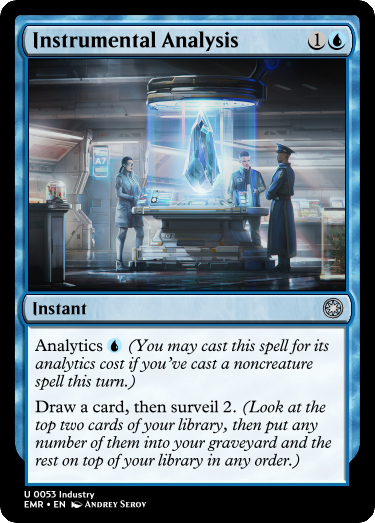 Instrumental Analysis 1
A7
Instant
Analytics (You may cast this spell for its
analytics cost if you've cast a noncreature
spell this turn.)
Draw a card, then surveil 2. (Look at the
top two cards of your library, then put any
number of them into your graveyard and the
rest on top of your library in any order.)
U 0053 Industry
EMR • EN Andrey Serov